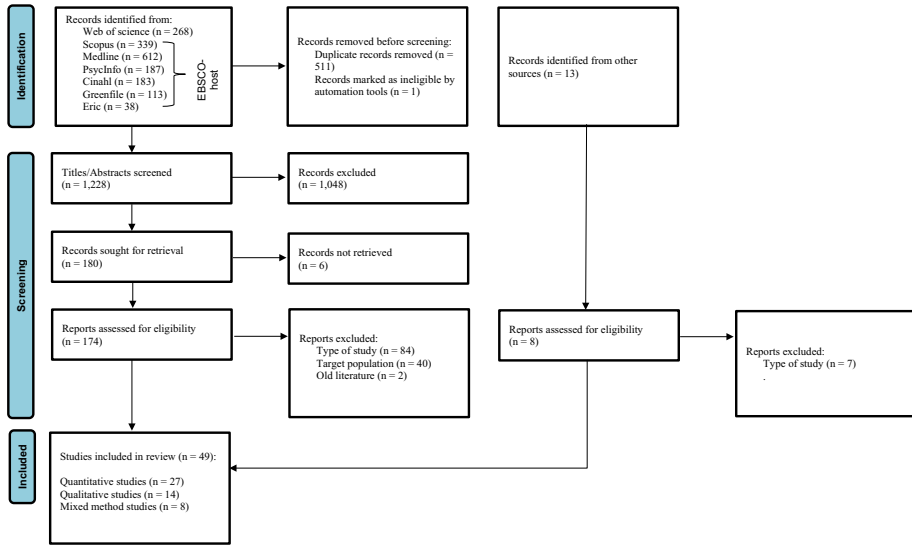 Identification
Records identified from:
Web of science (n = 268)
Scopus (n = 339)
Medline (n = 612)
PsycInfo (n = 187)
Cinahl (n = 183)
Greenfile (n = 113)
Eric (n = 38)
EBSCO-
host
Records removed before screening:
Duplicate records removed (n =
511)
Records marked as ineligible by
automation tools (n = 1)
Records identified from other
sources (n = 13)
Screening
Titles/Abstracts screened
(n = 1,228)
Records excluded
(n = 1,048)
Records sought for retrieval
(n = 180)
Records not retrieved
(n = 6)
Reports assessed for eligibility
(n = 174)
Reports excluded:
Type of study (n = 84)
Target population (n = 40)
Old literature (n = 2)
Reports assessed for eligibility
(n = 8)
Reports excluded:
Type of study (n = 7)
.
Included
Studies included in review (n = 49):
Quantitative studies (n = 27)
Qualitative studies (n = 14)
Mixed method studies (n = 8)